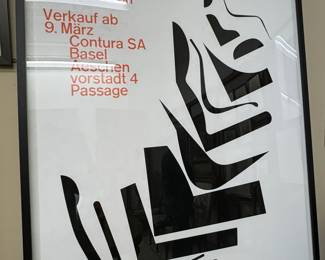 Verkauf ab
9. März
Contura SA
Basel
Aeschen
vorstadt 4
Passage